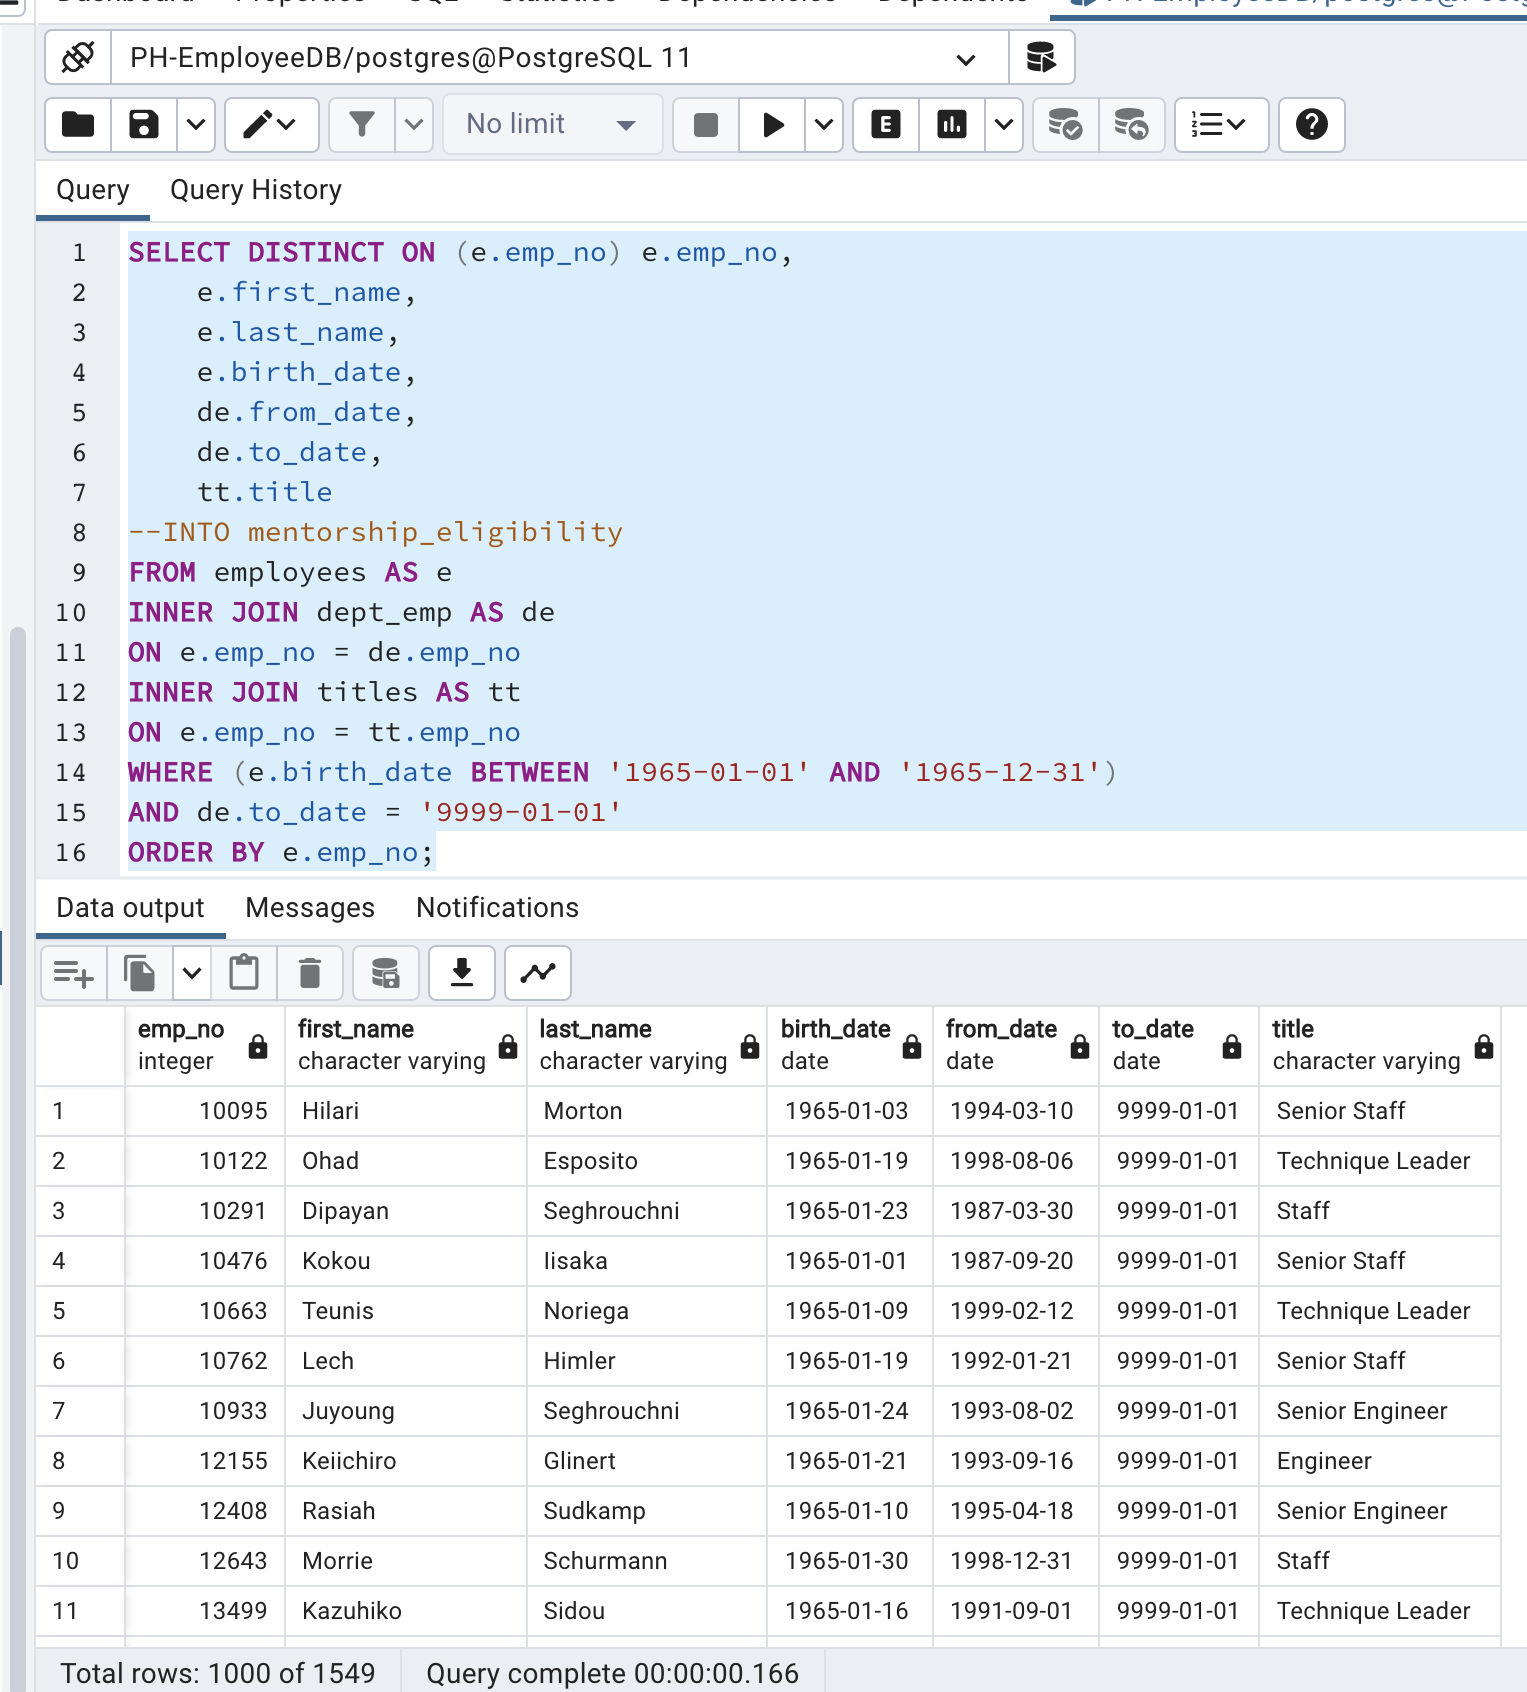 PH-EmployeeDB/postgres@PostgreSQL 11
No limit
E
Query Query History
1 SELECT DISTINCT ON (e.emp_no) e.emp_no,
2 e.first_name,
3 e.last_name,
4 e.birth_date,
5 de.from_date,
6 de.to_date,
7 tt.title
8 --INTO mentorship_eligibility
9 FROM employees AS e
10 INNER JOIN dept_emp AS de
11 ON e.emp_no = de.emp_no
12 INNER JOIN titles AS tt
13 ON e.emp_no = tt.emp_no
14 WHERE (e.birth_date BETWEEN '1965-01-01' AND '1965-12-31')
15 AND de.to_date = '9999-01-01'
16 ORDER BY e.emp_no;
Data output Messages Notifications
emp_no first_name last_name birth_date from_date to_date title
integer character varying character varying date date date character varying
1 10095 Hilari Morton 1965-01-03 1994-03-10 9999-01-01 Senior Staff
2 10122 Ohad Esposito 1965-01-19 1998-08-06 9999-01-01 Technique Leader
3 10291 Dipayan Seghrouchni 1965-01-23 1987-03-30 9999-01-01 Staff
4 10476 Kokou Iisaka 1965-01-01 1987-09-20 9999-01-01 Senior Staff
5 10663 Teunis Noriega 1965-01-09 1999-02-12 9999-01-01 Technique Leader
6 10762 Lech Himler 1965-01-19 1992-01-21 9999-01-01 Senior Staff
7 10933 Juyoung Seghrouchni 1965-01-24 1993-08-02 9999-01-01 Senior Engineer
8 12155 Keiichiro Glinert 1965-01-21 1993-09-16 9999-01-01 Engineer
9 12408 Rasiah Sudkamp 1965-01-10 1995-04-18 9999-01-01 Senior Engineer
10 12643 Morrie Schurmann 1965-01-30 1998-12-31 9999-01-01 Staff
11 13499 Kazuhiko Sidou 1965-01-16 1991-09-01 9999-01-01 Technique Leader
Total rows: 1000 of 1549 Query complete 00:00:00.166